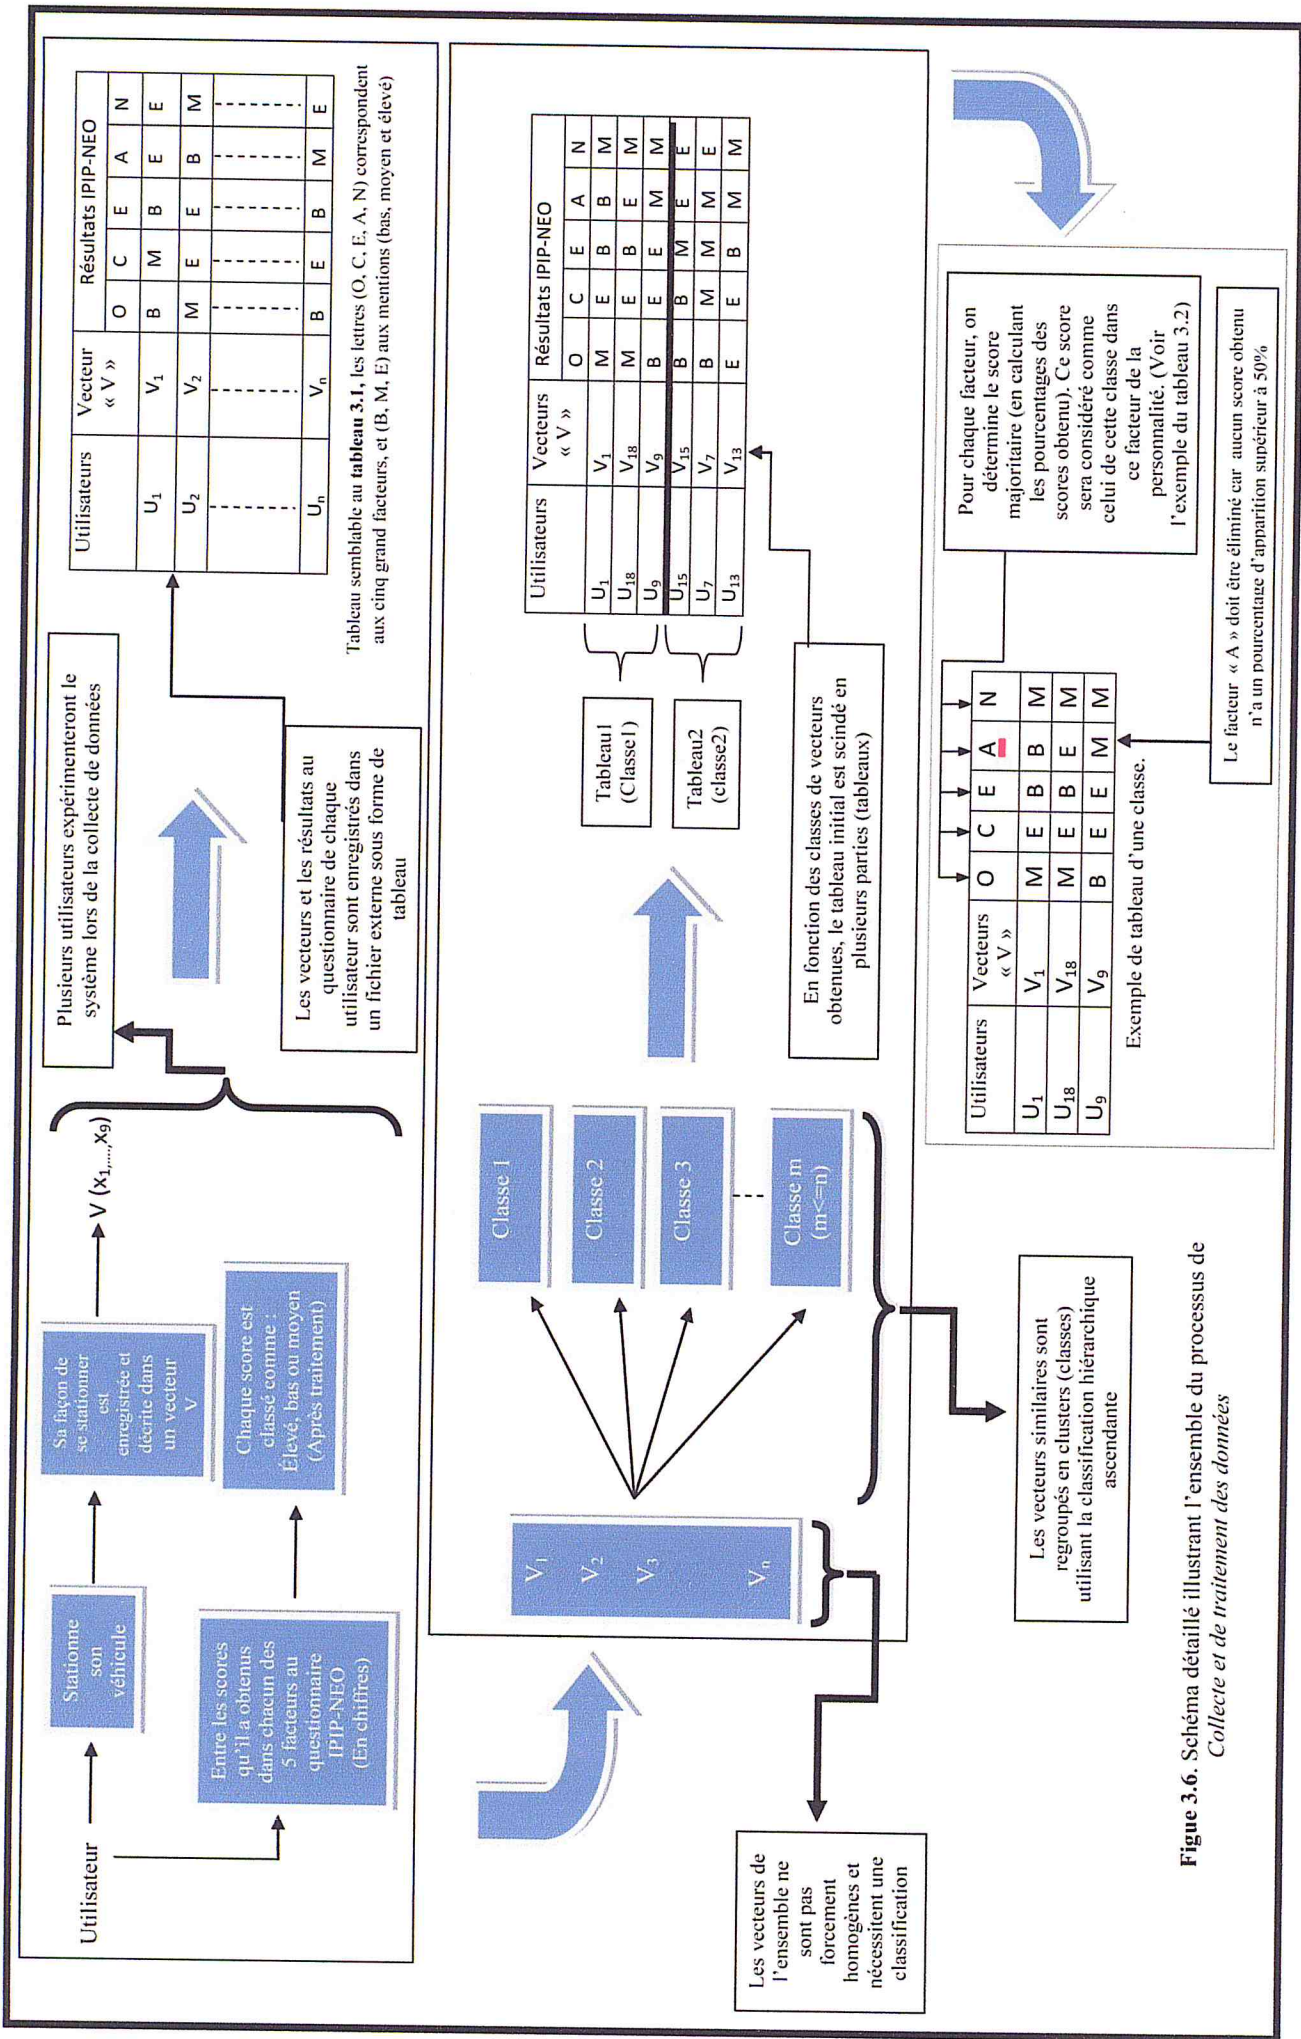 Utilisateur
Stationne
son
véhicule
Sa façon de
se stationner
est
enregistrée et
décrite dans
un vecteur
V
V (x1,....,x9)
Entre les scores
qu'il a obtenus
dans chacun des
5 facteurs au
questionnaire
IPIP-NEO
(En chiffres)
Chaque score est
classé comme :
Élevé, bas ou moyen
(Après traitement)
Plusieurs utilisateurs expérimenteront le
système lors de la collecte de données
Les vecteurs et les résultats au
questionnaire de chaque
utilisateur sont enregistrés dans
un fichier externe sous forme de
tableau
Utilisateurs Vecteur « V » Résultats IPIP-NEO
O C E A N
U1 V1 B M B E E
U2 V2 M E E B M
Un Vn B E B M E
Tableau semblable au tableau 3.1, les lettres (O, C, E, A, N) correspondent
aux cinq grand facteurs, et (B, M, E) aux mentions (bas, moyen et élevé)
V1
V2
V3
Vn
Classe 1
Classe 2
Classe 3
Classe m
(m<=n)
Tableau1
(Classe1)
Tableau2
(classe2)
Utilisateurs Vecteurs « V » Résultats IPIP-NEO
O C E A N
U1 V1 M E B B M
U18 V18 M E B E M
U9 V9 B E E M M
U15 V15 B B M E E
U7 V7 B M M M E
U13 V13 E E B M M
En fonction des classes de vecteurs
obtenues, le tableau initial est scindé en
plusieurs parties (tableaux)
Les vecteurs de
l'ensemble ne
sont pas
forcement
homogènes et
nécessitent une
classification
Les vecteurs similaires sont
regroupés en clusters (classes)
utilisant la classification hiérarchique
ascendante
Utilisateurs Vecteurs « V » O C E A N
U1 V1 M E B B M
U18 V18 M E B E M
U9 V9 B E E M M
Exemple de tableau d'une classe.
Pour chaque facteur, on
détermine le score
majoritaire (en calculant
les pourcentages des
scores obtenu). Ce score
sera considéré comme
celui de cette classe dans
ce facteur de la
personnalité. (Voir
l'exemple du tableau 3.2)
Le facteur « A » doit être éliminé car aucun score obtenu
n'a un pourcentage d'apparition supérieur à 50%
Figue 3.6. Schéma détaillé illustrant l'ensemble du processus de
Collecte et de traitement des données